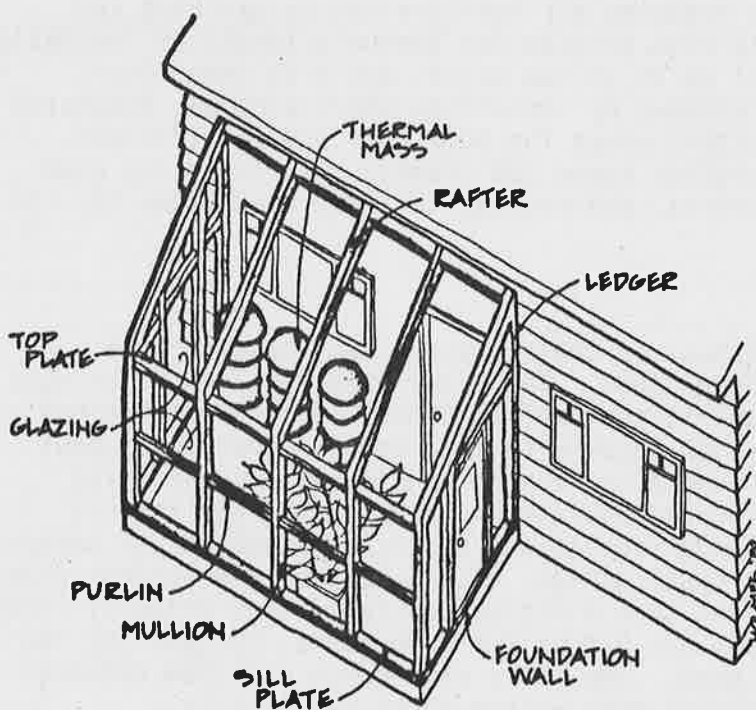 THERMAL
MASS
RAFTER
LEDGER
TOP
PLATE
GLAZING
PURLIN
MULLION
SILL
PLATE
FOUNDATION
WALL